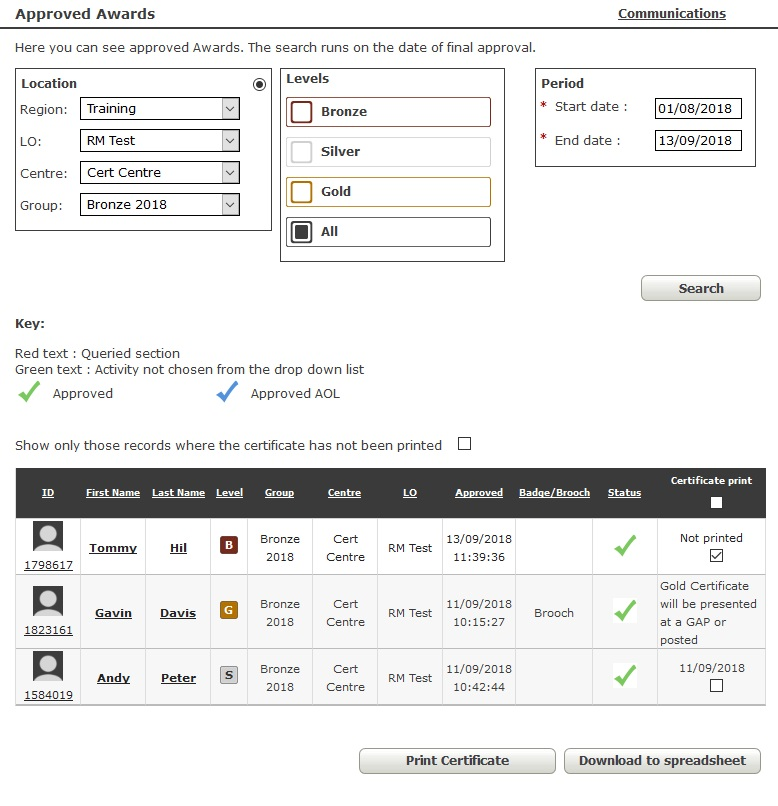 Approved Awards
Communications
Here you can see approved Awards. The search runs on the date of final approval.
Location
Region: Training
LO: RM Test
Centre: Cert Centre
Group: Bronze 2018
Levels
Bronze
Silver
Gold
All
Period
* Start date : 01/08/2018
* End date : 13/09/2018
Search
Key:
Red text : Queried section
Green text : Activity not chosen from the drop down list
Approved
Approved AOL
Show only those records where the certificate has not been printed
ID First Name Last Name Level Group Centre LO Approved Badge/Brooch Status Certificate print
1798617 Tommy Hil B Bronze 2018 Cert Centre RM Test 13/09/2018 11:39:36 Not printed
1823161 Gavin Davis G Bronze 2018 Cert Centre RM Test 11/09/2018 10:15:27 Brooch Gold Certificate will be presented at a GAP or posted
1584019 Andy Peter S Bronze 2018 Cert Centre RM Test 11/09/2018 10:42:44 11/09/2018
Print Certificate
Download to spreadsheet